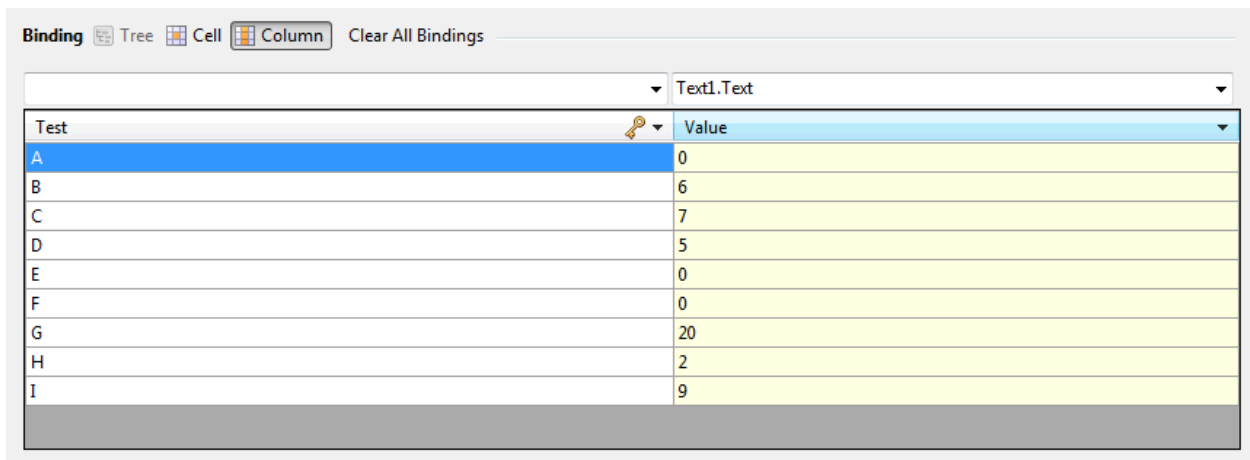 Binding Tree Cell Column Clear All Bindings
Text1.Text
Test Value
A 0
B 6
C 7
D 5
E 0
F 0
G 20
H 2
I 9